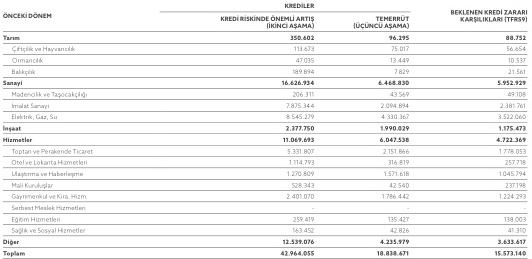 KREDİLER
ÖNCEKİ DÖNEM
KREDİ RİSKİNDE ÖNEMLİ ARTIŞ (İKİNCİ AŞAMA) TEMERRÜT (ÜÇÜNCÜ AŞAMA) BEKLENEN KREDİ ZARARI KARŞILIKLARI (TFRS9)
Tarım 350.602 96.295 88.752
Çiftçilik ve Hayvancılık 113.673 75.017 56.654
Ormancılık 47.035 13.449 10.537
Balıkçılık 189.894 7.829 21.561
Sanayi 16.626.934 6.468.830 5.952.929
Madencilik ve Taşocakçılığı 206.311 43.569 49.108
İmalat Sanayi 7.875.344 2.094.894 2.381.761
Elektrik, Gaz, Su 8.545.279 4.330.367 3.522.060
İnşaat 2.377.750 1.990.029 1.175.473
Hizmetler 11.069.693 6.047.538 4.722.369
Toptan ve Perakende Ticaret 5.331.807 2.151.866 1.778.053
Otel ve Lokanta Hizmetleri 1.114.793 316.819 257.718
Ulaştırma ve Haberleşme 1.270.809 1.571.618 1.045.794
Mali Kuruluşlar 528.343 42.540 237.198
Gayrimenkul ve Kira. Hizm. 2.401.070 1.786.442 1.224.293
Serbest Meslek Hizmetleri - - -
Eğitim Hizmetleri 259.419 135.427 138.003
Sağlık ve Sosyal Hizmetler 163.452 42.826 41.310
Diğer 12.539.076 4.235.979 3.633.617
Toplam 42.964.055 18.838.671 15.573.140